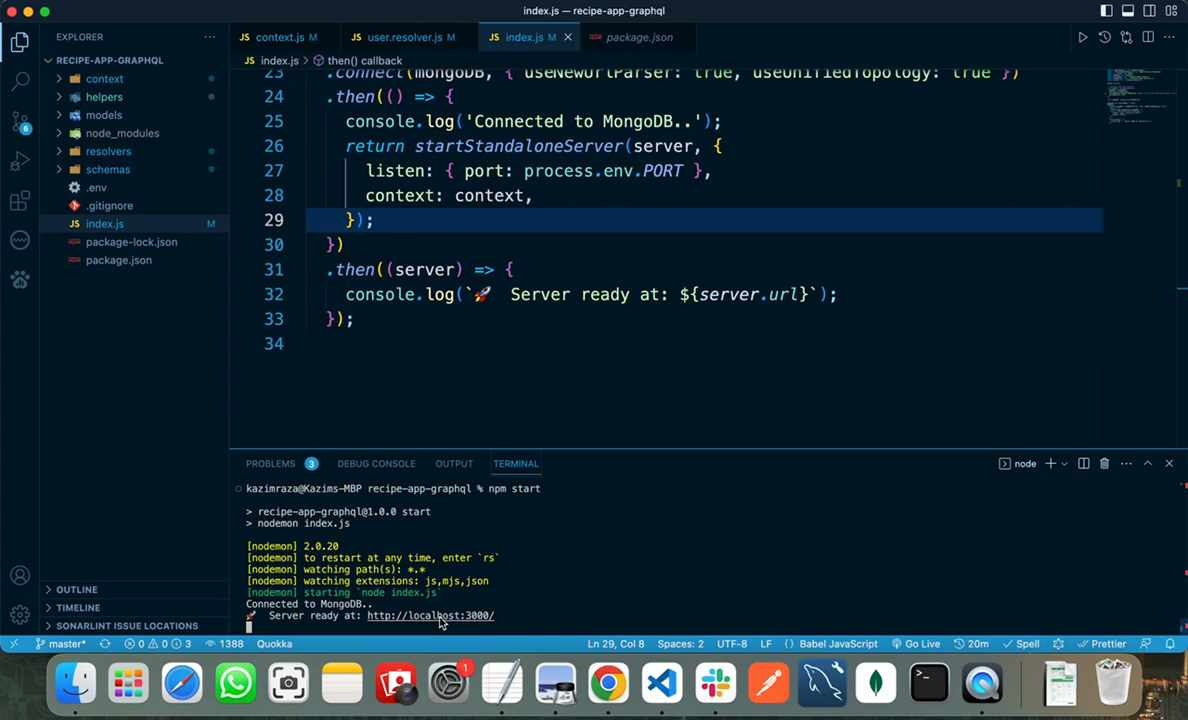 index.js — recipe-app-graphql
EXPLORER
context.js M
user.resolver.js M
index.js M
package.json
RECIPE-APP-GRAPHQL
index.js > then() callback
context
helpers
models
node_modules
resolvers
schemas
.env
.gitignore
index.js M
package-lock.json
package.json
6
23 .connect(mongoDB, { useNewUrlParser: true, useUnifiedTopology: true })
24 .then(() => {
25 console.log('Connected to MongoDB..');
26 return startStandaloneServer(server, {
27 listen: { port: process.env.PORT },
28 context: context,
29 });
30 })
31 .then((server) => {
32 console.log(`🚀 Server ready at: ${server.url}`);
33 });
34
PROBLEMS 3 DEBUG CONSOLE OUTPUT TERMINAL
node
kazimraza@Kazims-MBP recipe-app-graphql % npm start
> recipe-app-graphql@1.0.0 start
> nodemon index.js
[nodemon] 2.0.20
[nodemon] to restart at any time, enter `rs`
[nodemon] watching path(s): *.*
[nodemon] watching extensions: js,mjs,json
[nodemon] starting `node index.js`
Connected to MongoDB..
🚀 Server ready at: http://localhost:3000/
OUTLINE
TIMELINE
SONARLINT ISSUE LOCATIONS
master* 0 0 3 1388 Quokka Ln 29, Col 8 Spaces: 2 UTF-8 LF Babel JavaScript Go Live 20m Spell Prettier
1